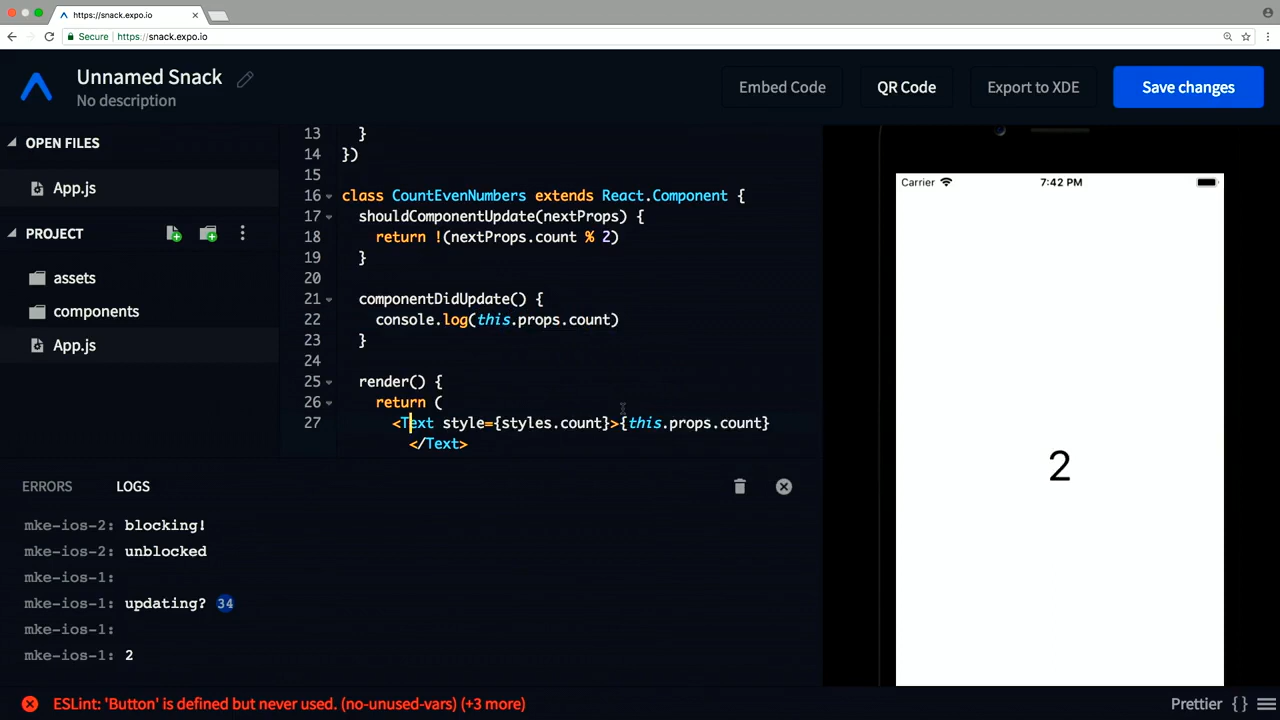 https://snack.expo.io
Secure https://snack.expo.io
Unnamed Snack
No description
Embed Code
QR Code
Export to XDE
Save changes
OPEN FILES
App.js
PROJECT
assets
components
App.js
13 }
14 })
15
16 class CountEvenNumbers extends React.Component {
17 shouldComponentUpdate(nextProps) {
18 return !(nextProps.count % 2)
19 }
20
21 componentDidUpdate() {
22 console.log(this.props.count)
23 }
24
25 render() {
26 return (
27 <Text style={styles.count}>{this.props.count}
</Text>
Carrier 7:42 PM
2
ERRORS LOGS
mke-ios-2: blocking!
mke-ios-2: unblocked
mke-ios-1:
mke-ios-1: updating? 34
mke-ios-1:
mke-ios-1: 2
ESLint: 'Button' is defined but never used. (no-unused-vars) (+3 more)
Prettier {}